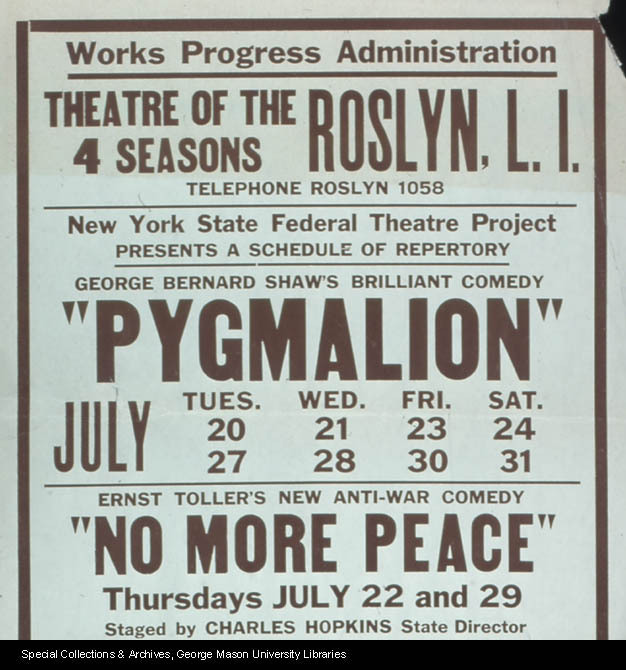 Works Progress Administration
THEATRE OF THE
4 SEASONS
ROSLYN, L. I.
TELEPHONE ROSLYN 1058
New York State Federal Theatre Project
PRESENTS A SCHEDULE OF REPERTORY
GEORGE BERNARD SHAW'S BRILLIANT COMEDY
"PYGMALION"
JULY
TUES. WED. FRI. SAT.
20 21 23 24
27 28 30 31
ERNST TOLLER'S NEW ANTI-WAR COMEDY
"NO MORE PEACE"
Thursdays JULY 22 and 29
Staged by CHARLES HOPKINS State Director
Special Collections & Archives, George Mason University Libraries